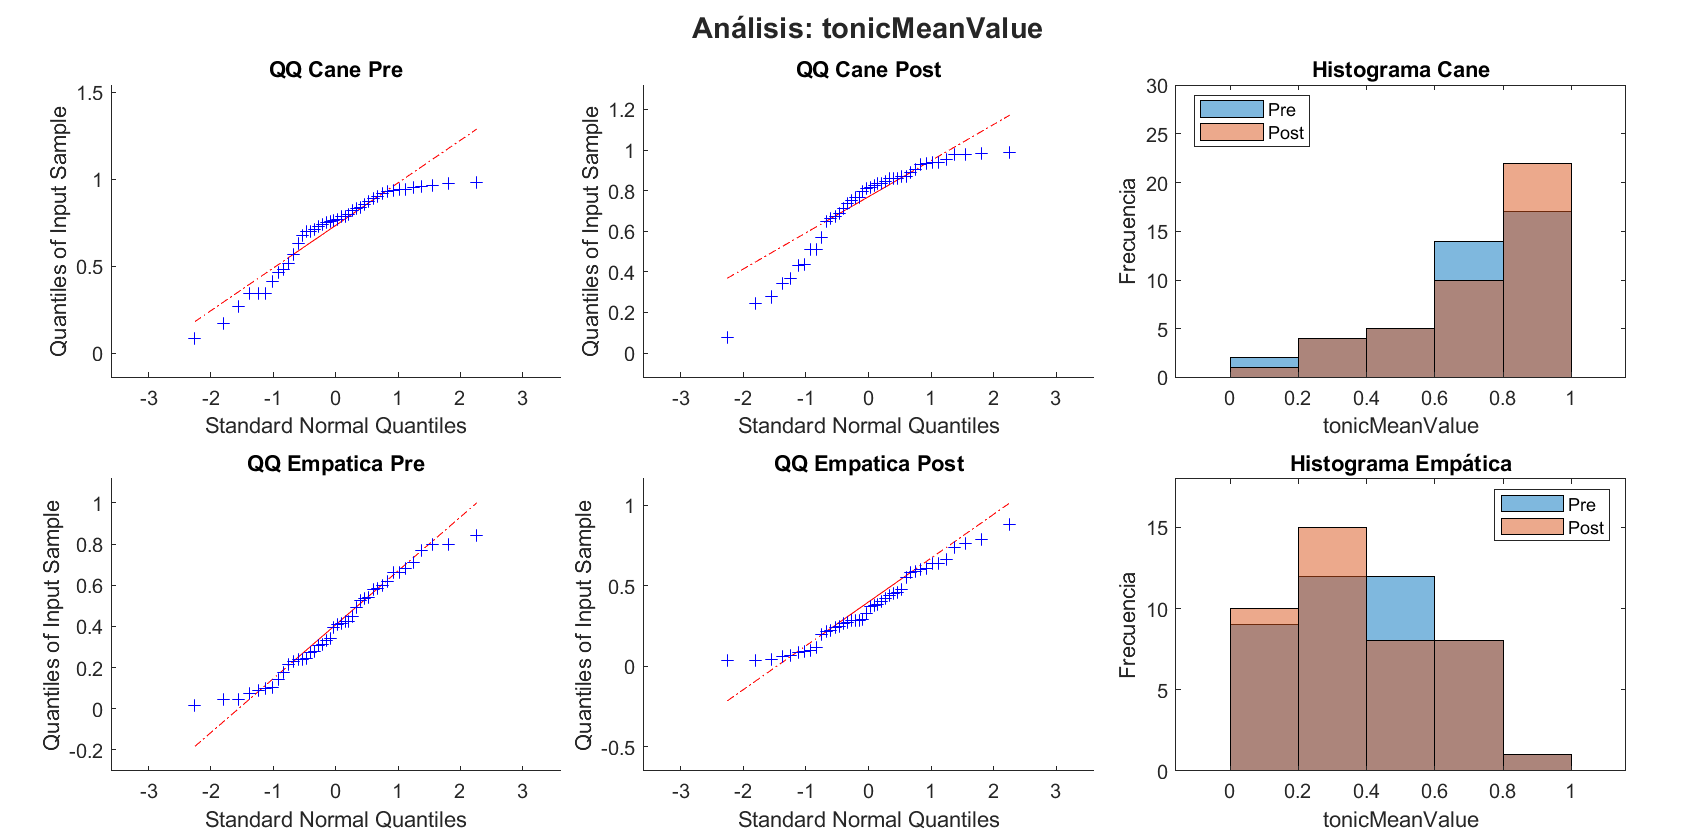 Análisis: tonicMeanValue
QQ Cane Pre
Quantiles of Input Sample
1.5
1
0.5
0
-3 -2 -1 0 1 2 3
Standard Normal Quantiles
QQ Cane Post
Quantiles of Input Sample
1.2
1
0.8
0.6
0.4
0.2
0
-3 -2 -1 0 1 2 3
Standard Normal Quantiles
Histograma Cane
Frecuencia
30
25
20
15
10
5
0
Pre
Post
0 0.2 0.4 0.6 0.8 1
tonicMeanValue
QQ Empatica Pre
Quantiles of Input Sample
1
0.8
0.6
0.4
0.2
0
-0.2
-3 -2 -1 0 1 2 3
Standard Normal Quantiles
QQ Empatica Post
Quantiles of Input Sample
1
0.5
0
-0.5
-3 -2 -1 0 1 2 3
Standard Normal Quantiles
Histograma Empática
Frecuencia
15
10
5
0
Pre
Post
0 0.2 0.4 0.6 0.8 1
tonicMeanValue